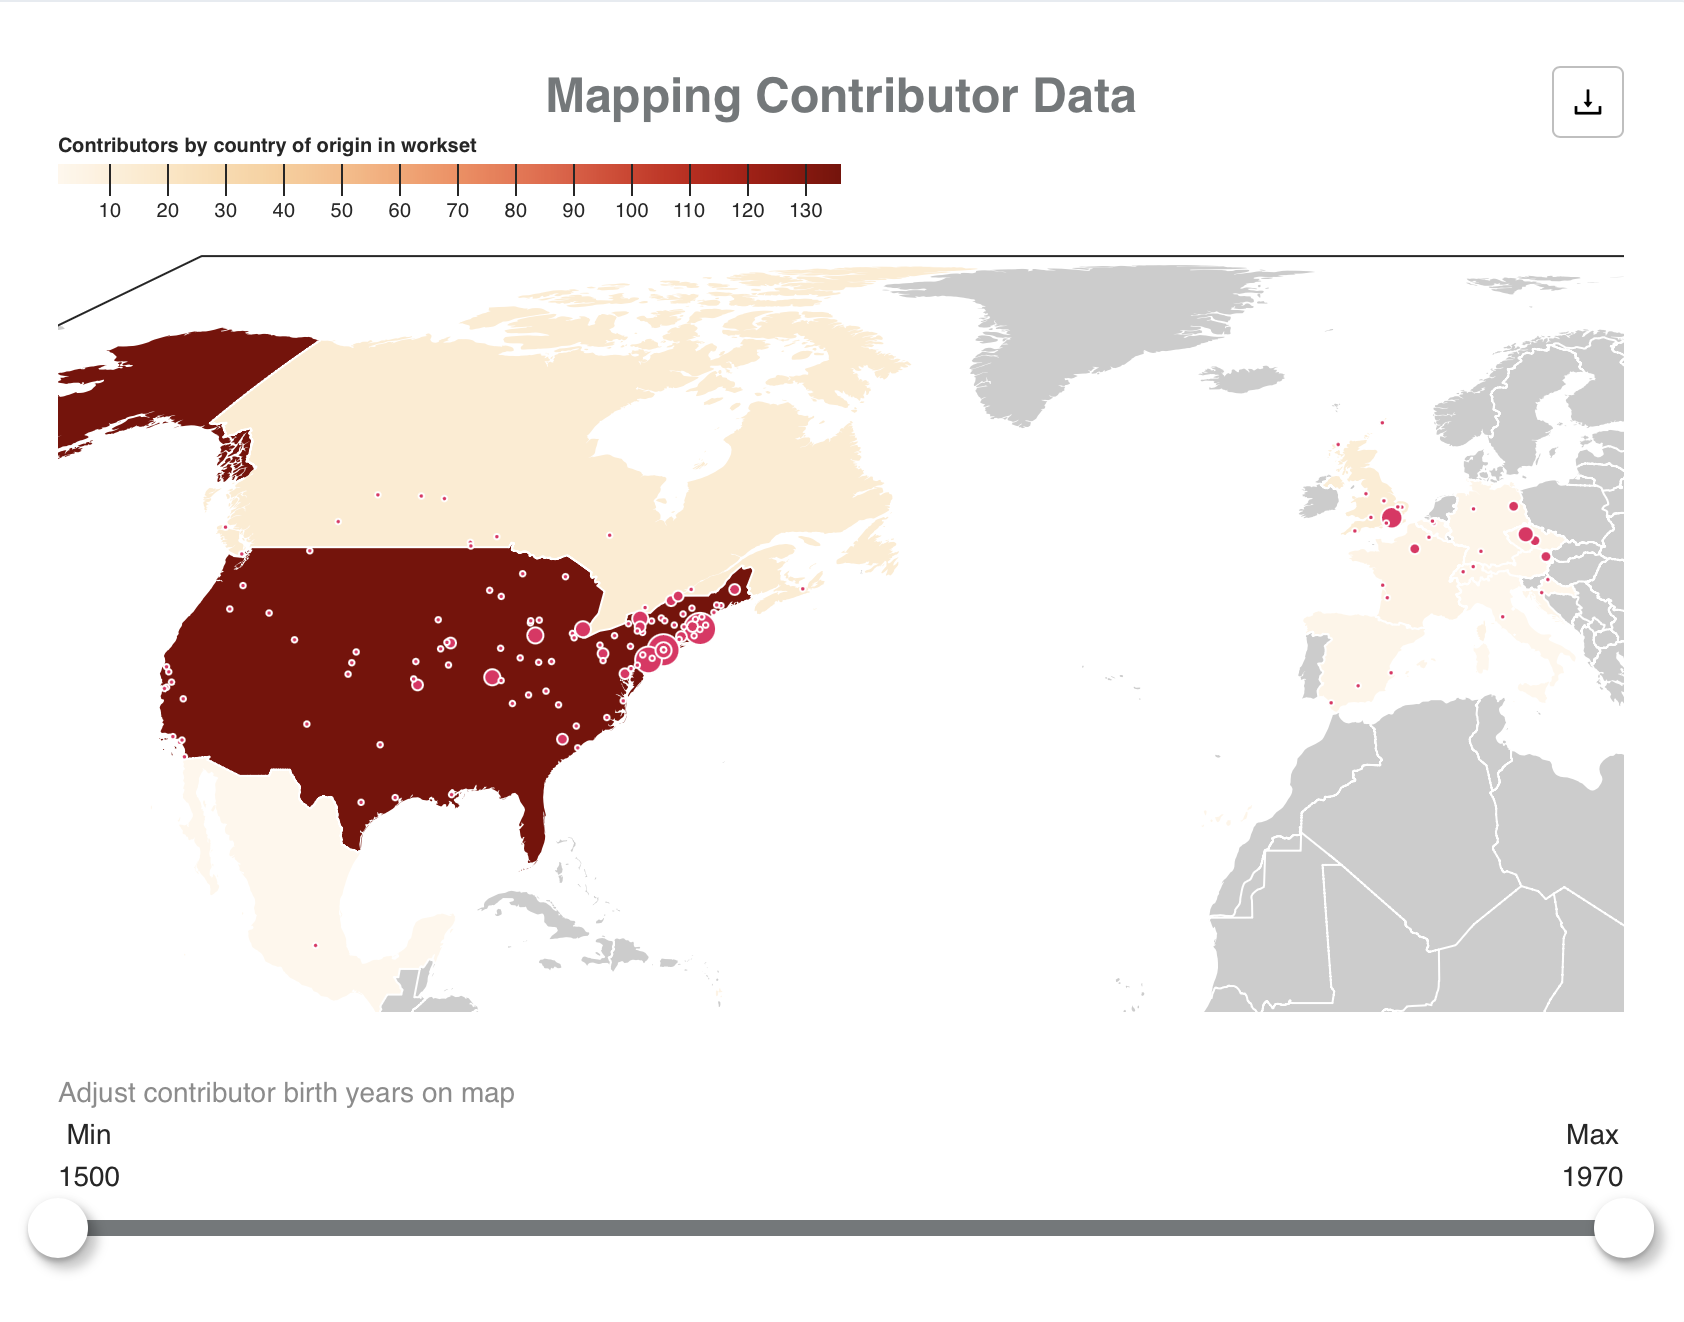 Mapping Contributor Data
Contributors by country of origin in workset
10 20 30 40 50 60 70 80 90 100 110 120 130
Adjust contributor birth years on map
Min Max
1500 1970